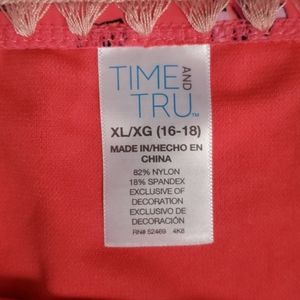 TIME AND
TRU™
XL/XG (16-18)
MADE IN/HECHO EN
CHINA
82% NYLON
18% SPANDEX
EXCLUSIVE OF
DECORATION
EXCLUSIVO DE
DECORACIÓN
RN# 52469 4K8